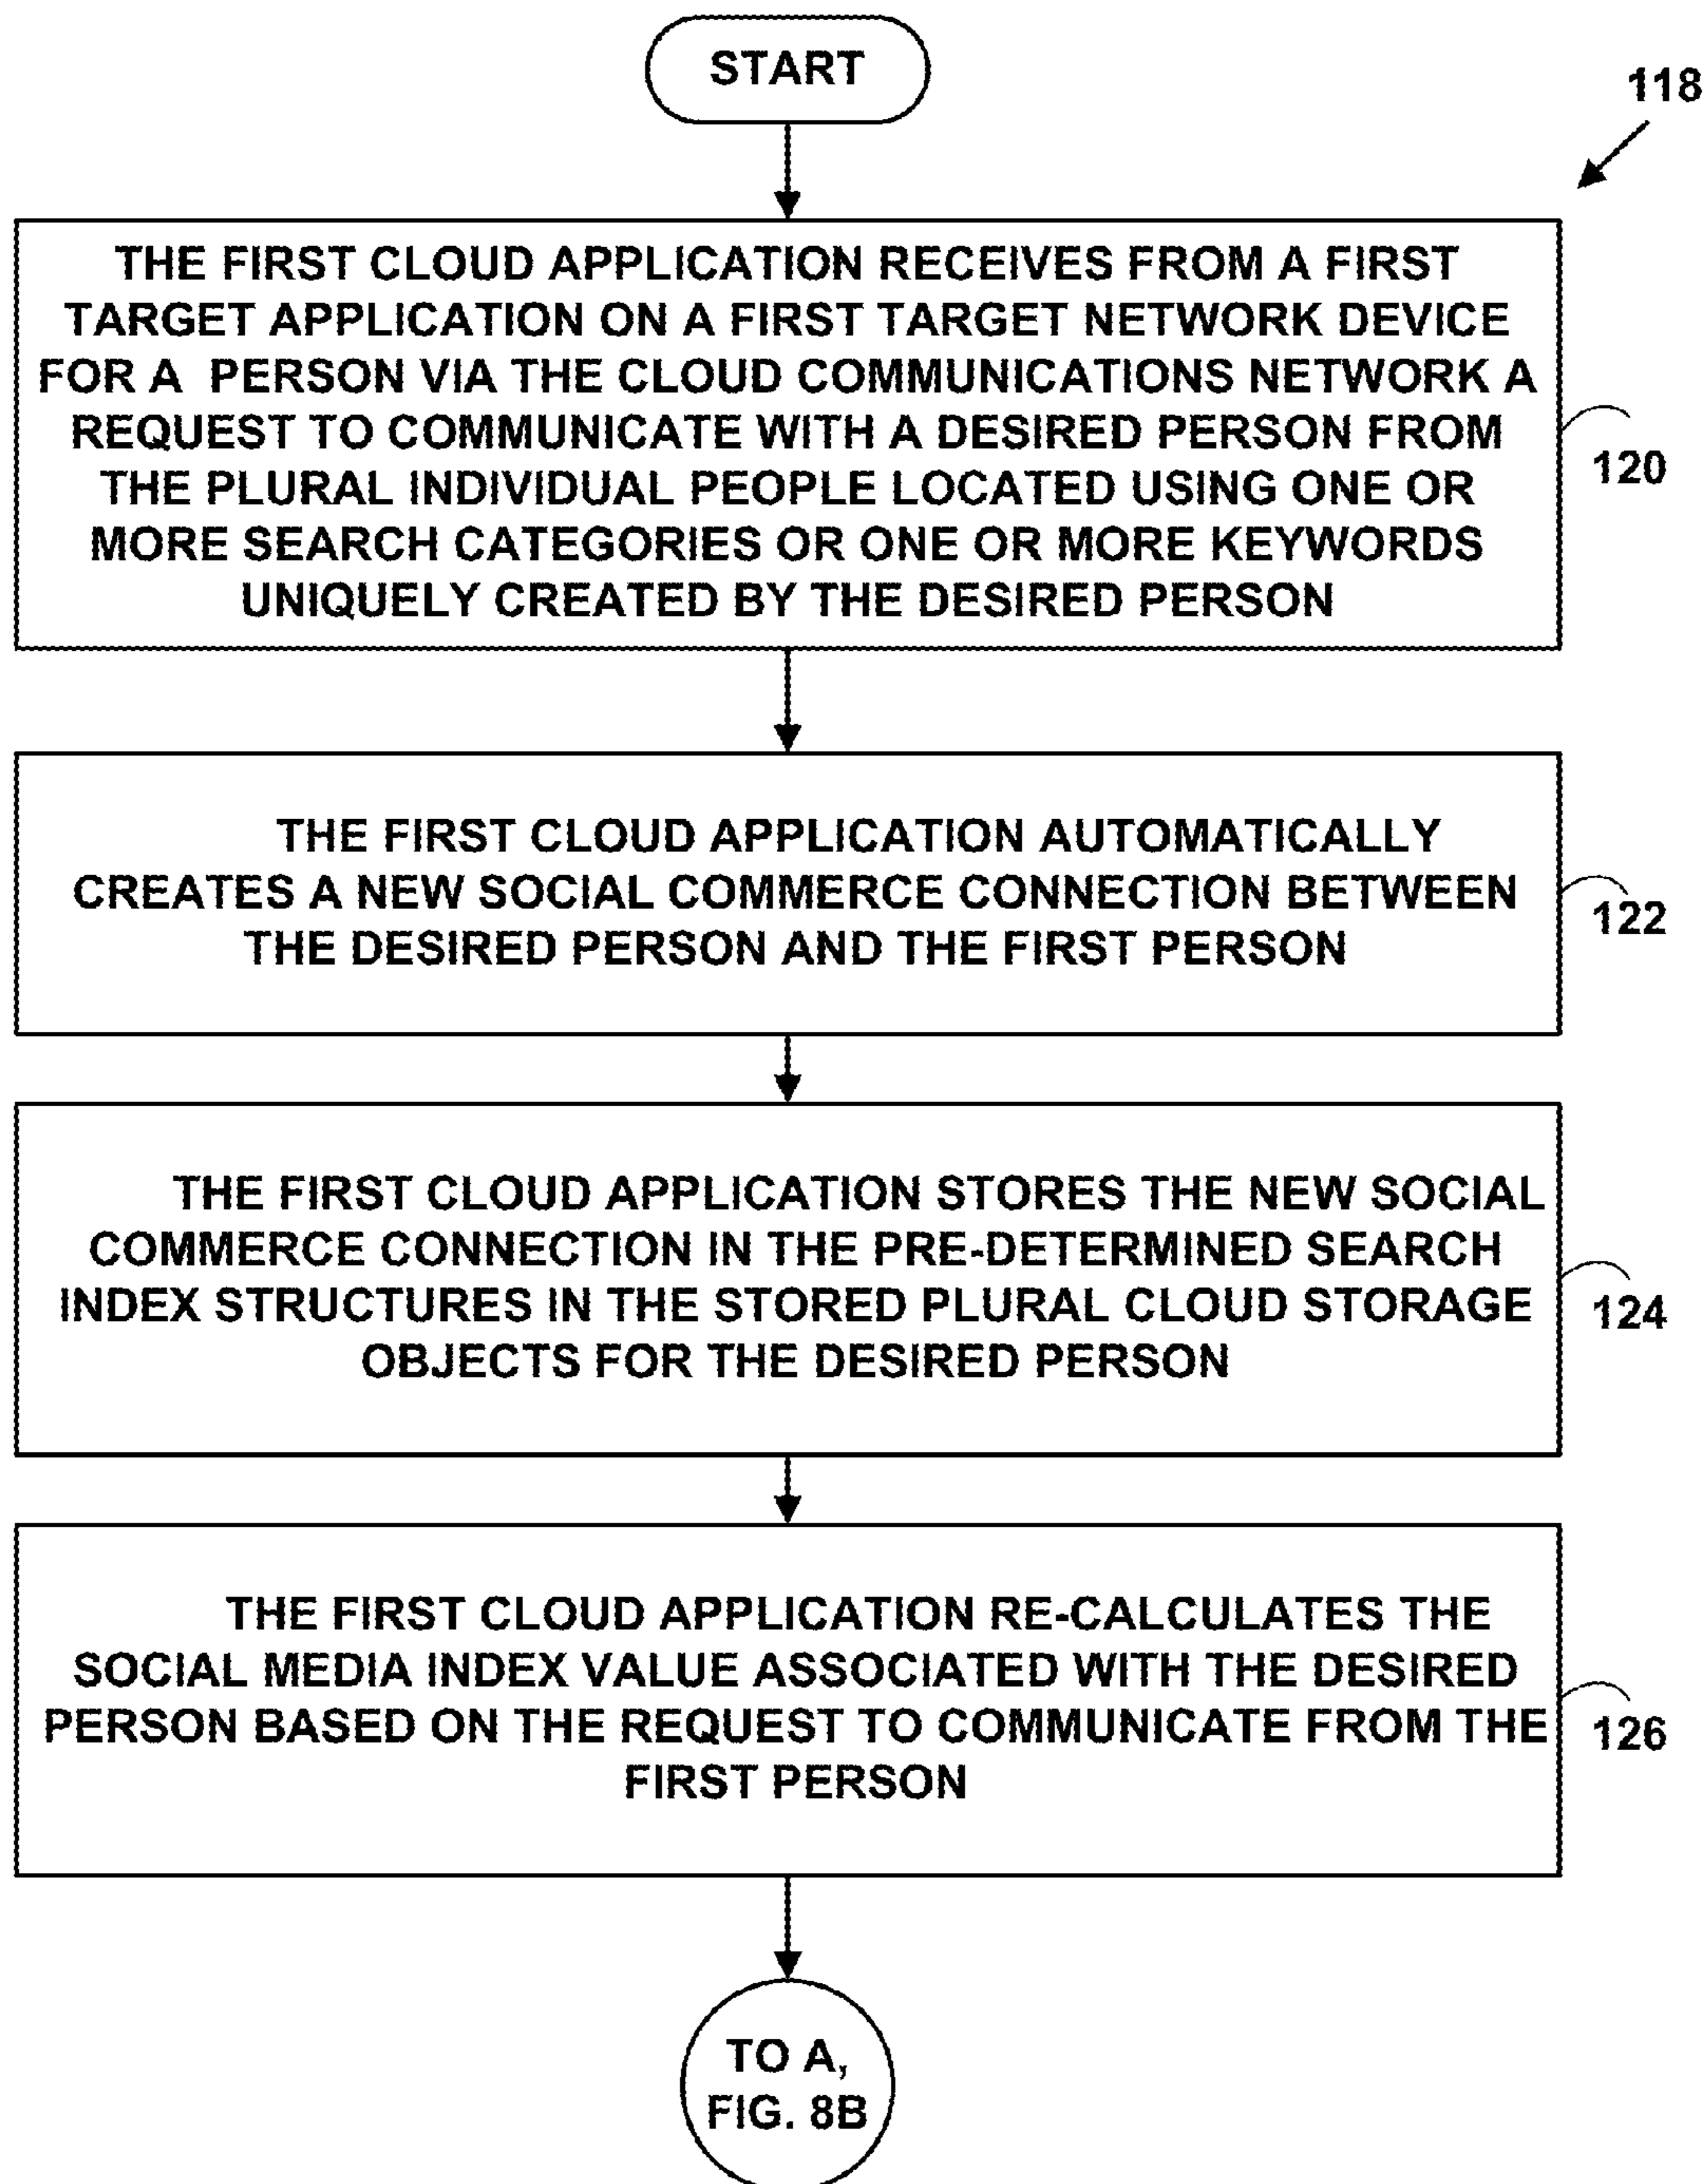 START
118
THE FIRST CLOUD APPLICATION RECEIVES FROM A FIRST
TARGET APPLICATION ON A FIRST TARGET NETWORK DEVICE
FOR A PERSON VIA THE CLOUD COMMUNICATIONS NETWORK A
REQUEST TO COMMUNICATE WITH A DESIRED PERSON FROM
THE PLURAL INDIVIDUAL PEOPLE LOCATED USING ONE OR
MORE SEARCH CATEGORIES OR ONE OR MORE KEYWORDS
UNIQUELY CREATED BY THE DESIRED PERSON
120
THE FIRST CLOUD APPLICATION AUTOMATICALLY
CREATES A NEW SOCIAL COMMERCE CONNECTION BETWEEN
THE DESIRED PERSON AND THE FIRST PERSON
122
THE FIRST CLOUD APPLICATION STORES THE NEW SOCIAL
COMMERCE CONNECTION IN THE PRE-DETERMINED SEARCH
INDEX STRUCTURES IN THE STORED PLURAL CLOUD STORAGE
OBJECTS FOR THE DESIRED PERSON
124
THE FIRST CLOUD APPLICATION RE-CALCULATES THE
SOCIAL MEDIA INDEX VALUE ASSOCIATED WITH THE DESIRED
PERSON BASED ON THE REQUEST TO COMMUNICATE FROM THE
FIRST PERSON
126
TO A,
FIG. 8B